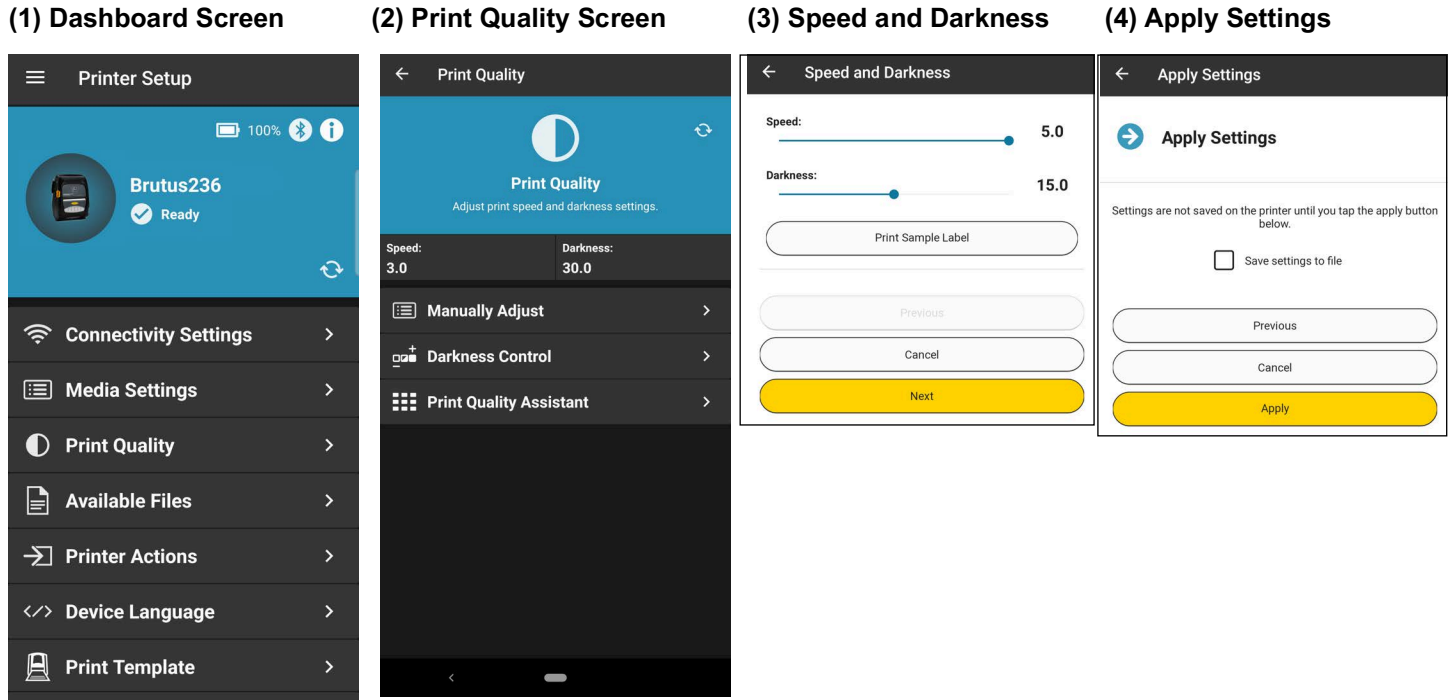 (1) Dashboard Screen
Printer Setup
100%
Brutus236
Ready
Connectivity Settings
Media Settings
Print Quality
Available Files
Printer Actions
Device Language
Print Template
(2) Print Quality Screen
Print Quality
Print Quality
Adjust print speed and darkness settings.
Speed:
3.0
Darkness:
30.0
Manually Adjust
Darkness Control
Print Quality Assistant
(3) Speed and Darkness
Speed and Darkness
Speed:
5.0
Darkness:
15.0
Print Sample Label
Previous
Cancel
Next
(4) Apply Settings
Apply Settings
Apply Settings
Settings are not saved on the printer until you tap the apply button
below.
Save settings to file
Previous
Cancel
Apply